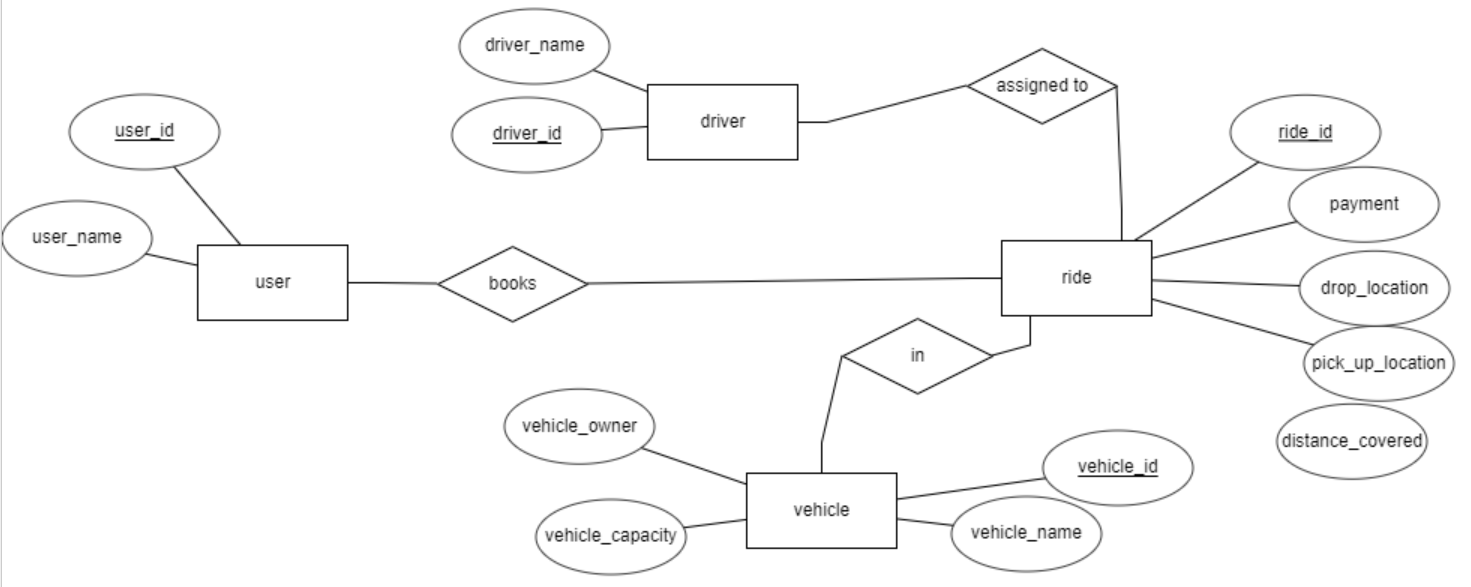 driver_name
driver
assigned to
user_id
driver_id
ride_id
payment
user_name
user
books
ride
drop_location
in
pick_up_location
vehicle_owner
distance_covered
vehicle_id
vehicle
vehicle_capacity
vehicle_name